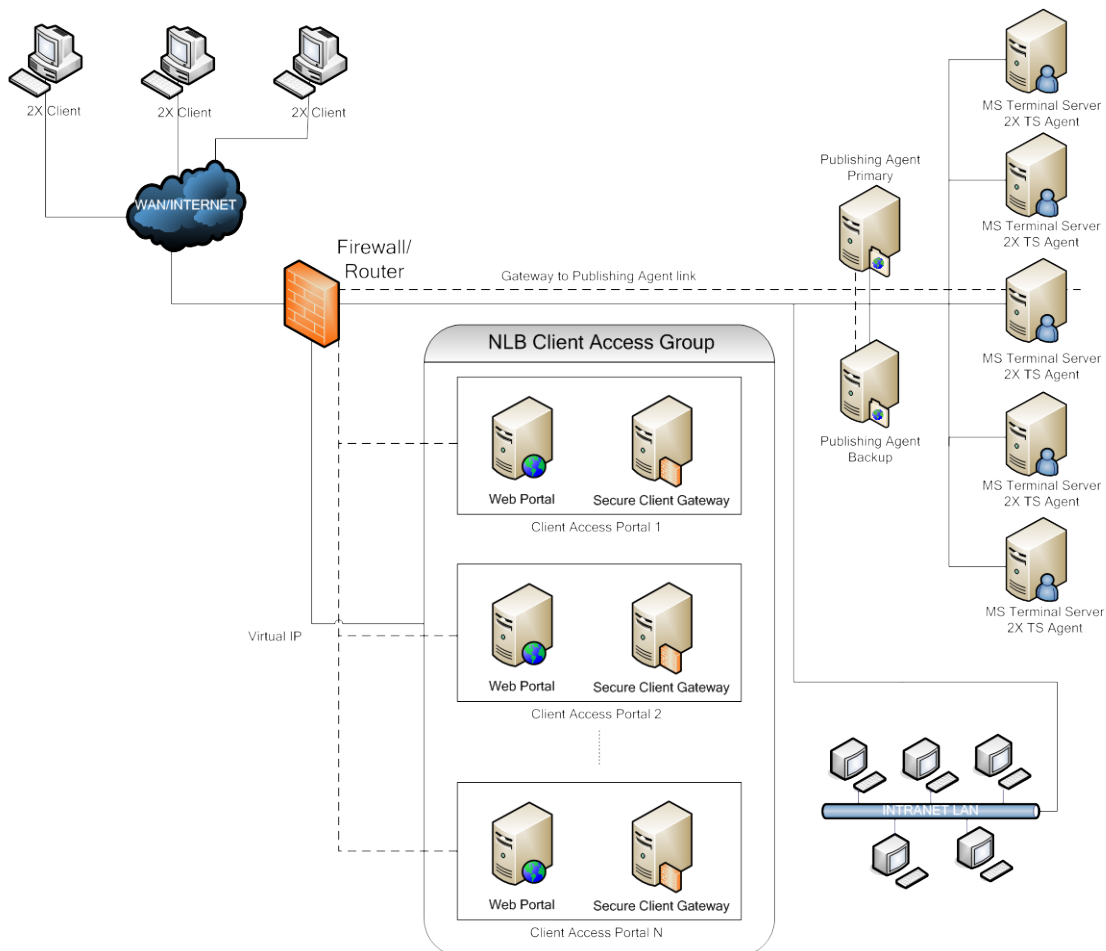 2X Client
2X Client
2X Client
WAN/INTERNET
Firewall/
Router
Gateway to Publishing Agent link
Publishing Agent
Primary
Publishing Agent
Backup
MS Terminal Server
2X TS Agent
MS Terminal Server
2X TS Agent
MS Terminal Server
2X TS Agent
MS Terminal Server
2X TS Agent
MS Terminal Server
2X TS Agent
NLB Client Access Group
Web Portal
Secure Client Gateway
Client Access Portal 1
Virtual IP
Web Portal
Secure Client Gateway
Client Access Portal 2
Web Portal
Secure Client Gateway
Client Access Portal N
INTRANET LAN